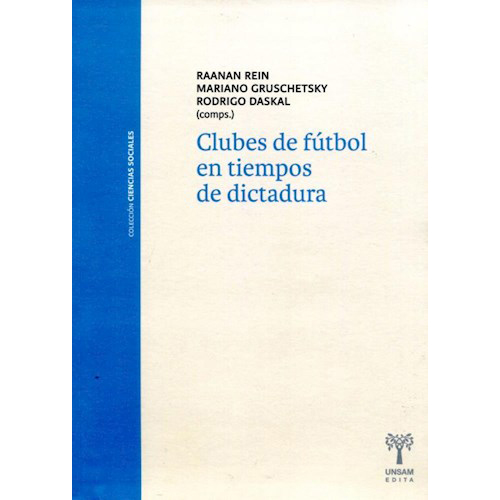 RAANAN REIN
MARIANO GRUSCHETSKY
RODRIGO DASKAL
(comps.)
Clubes de fútbol
en tiempos
de dictadura
COLECCIÓN CIENCIAS SOCIALES
UNSAM
EDITA